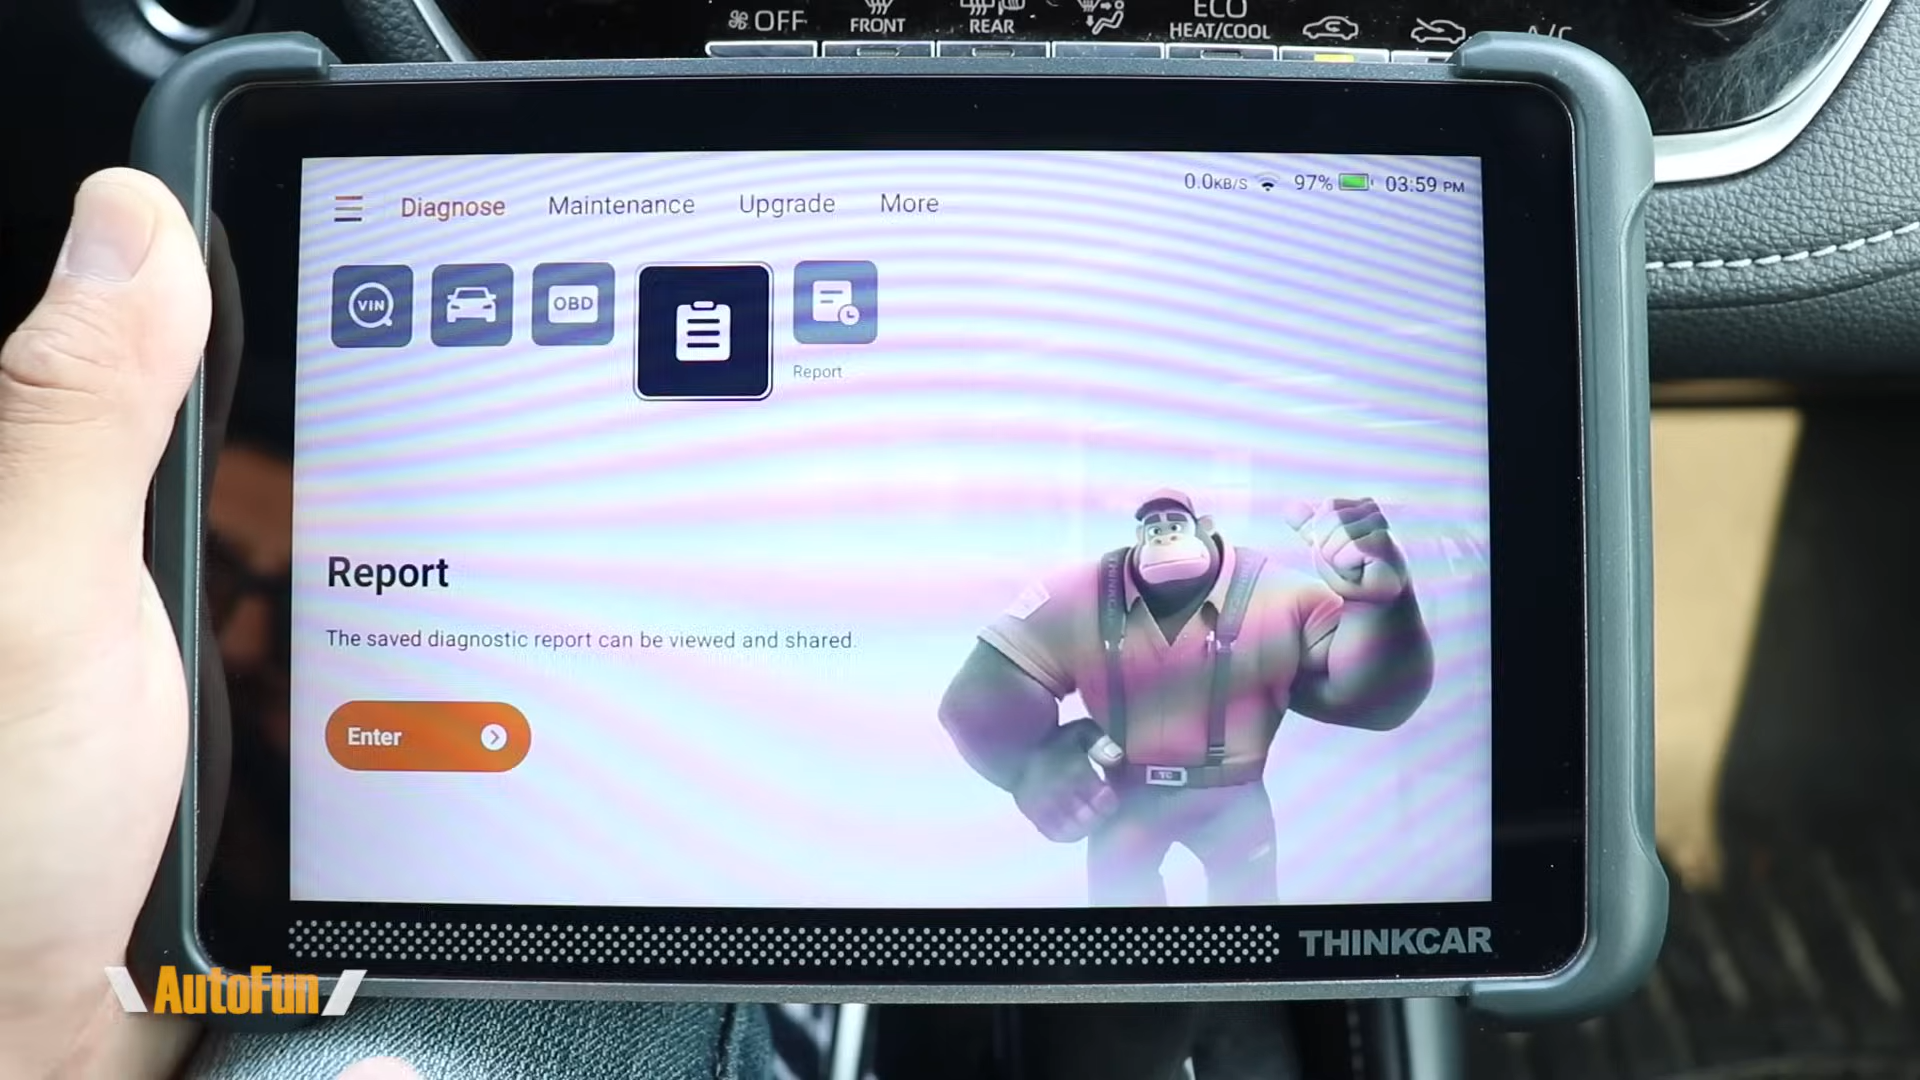 OFF
FRONT
REAR
ECO
HEAT/COOL
A/C
0.0KB/S 97% 03:59 PM
Diagnose Maintenance Upgrade More
VIN
OBD
Report
Report
The saved diagnostic report can be viewed and shared.
Enter
TC
THINKCAR
AutoFun